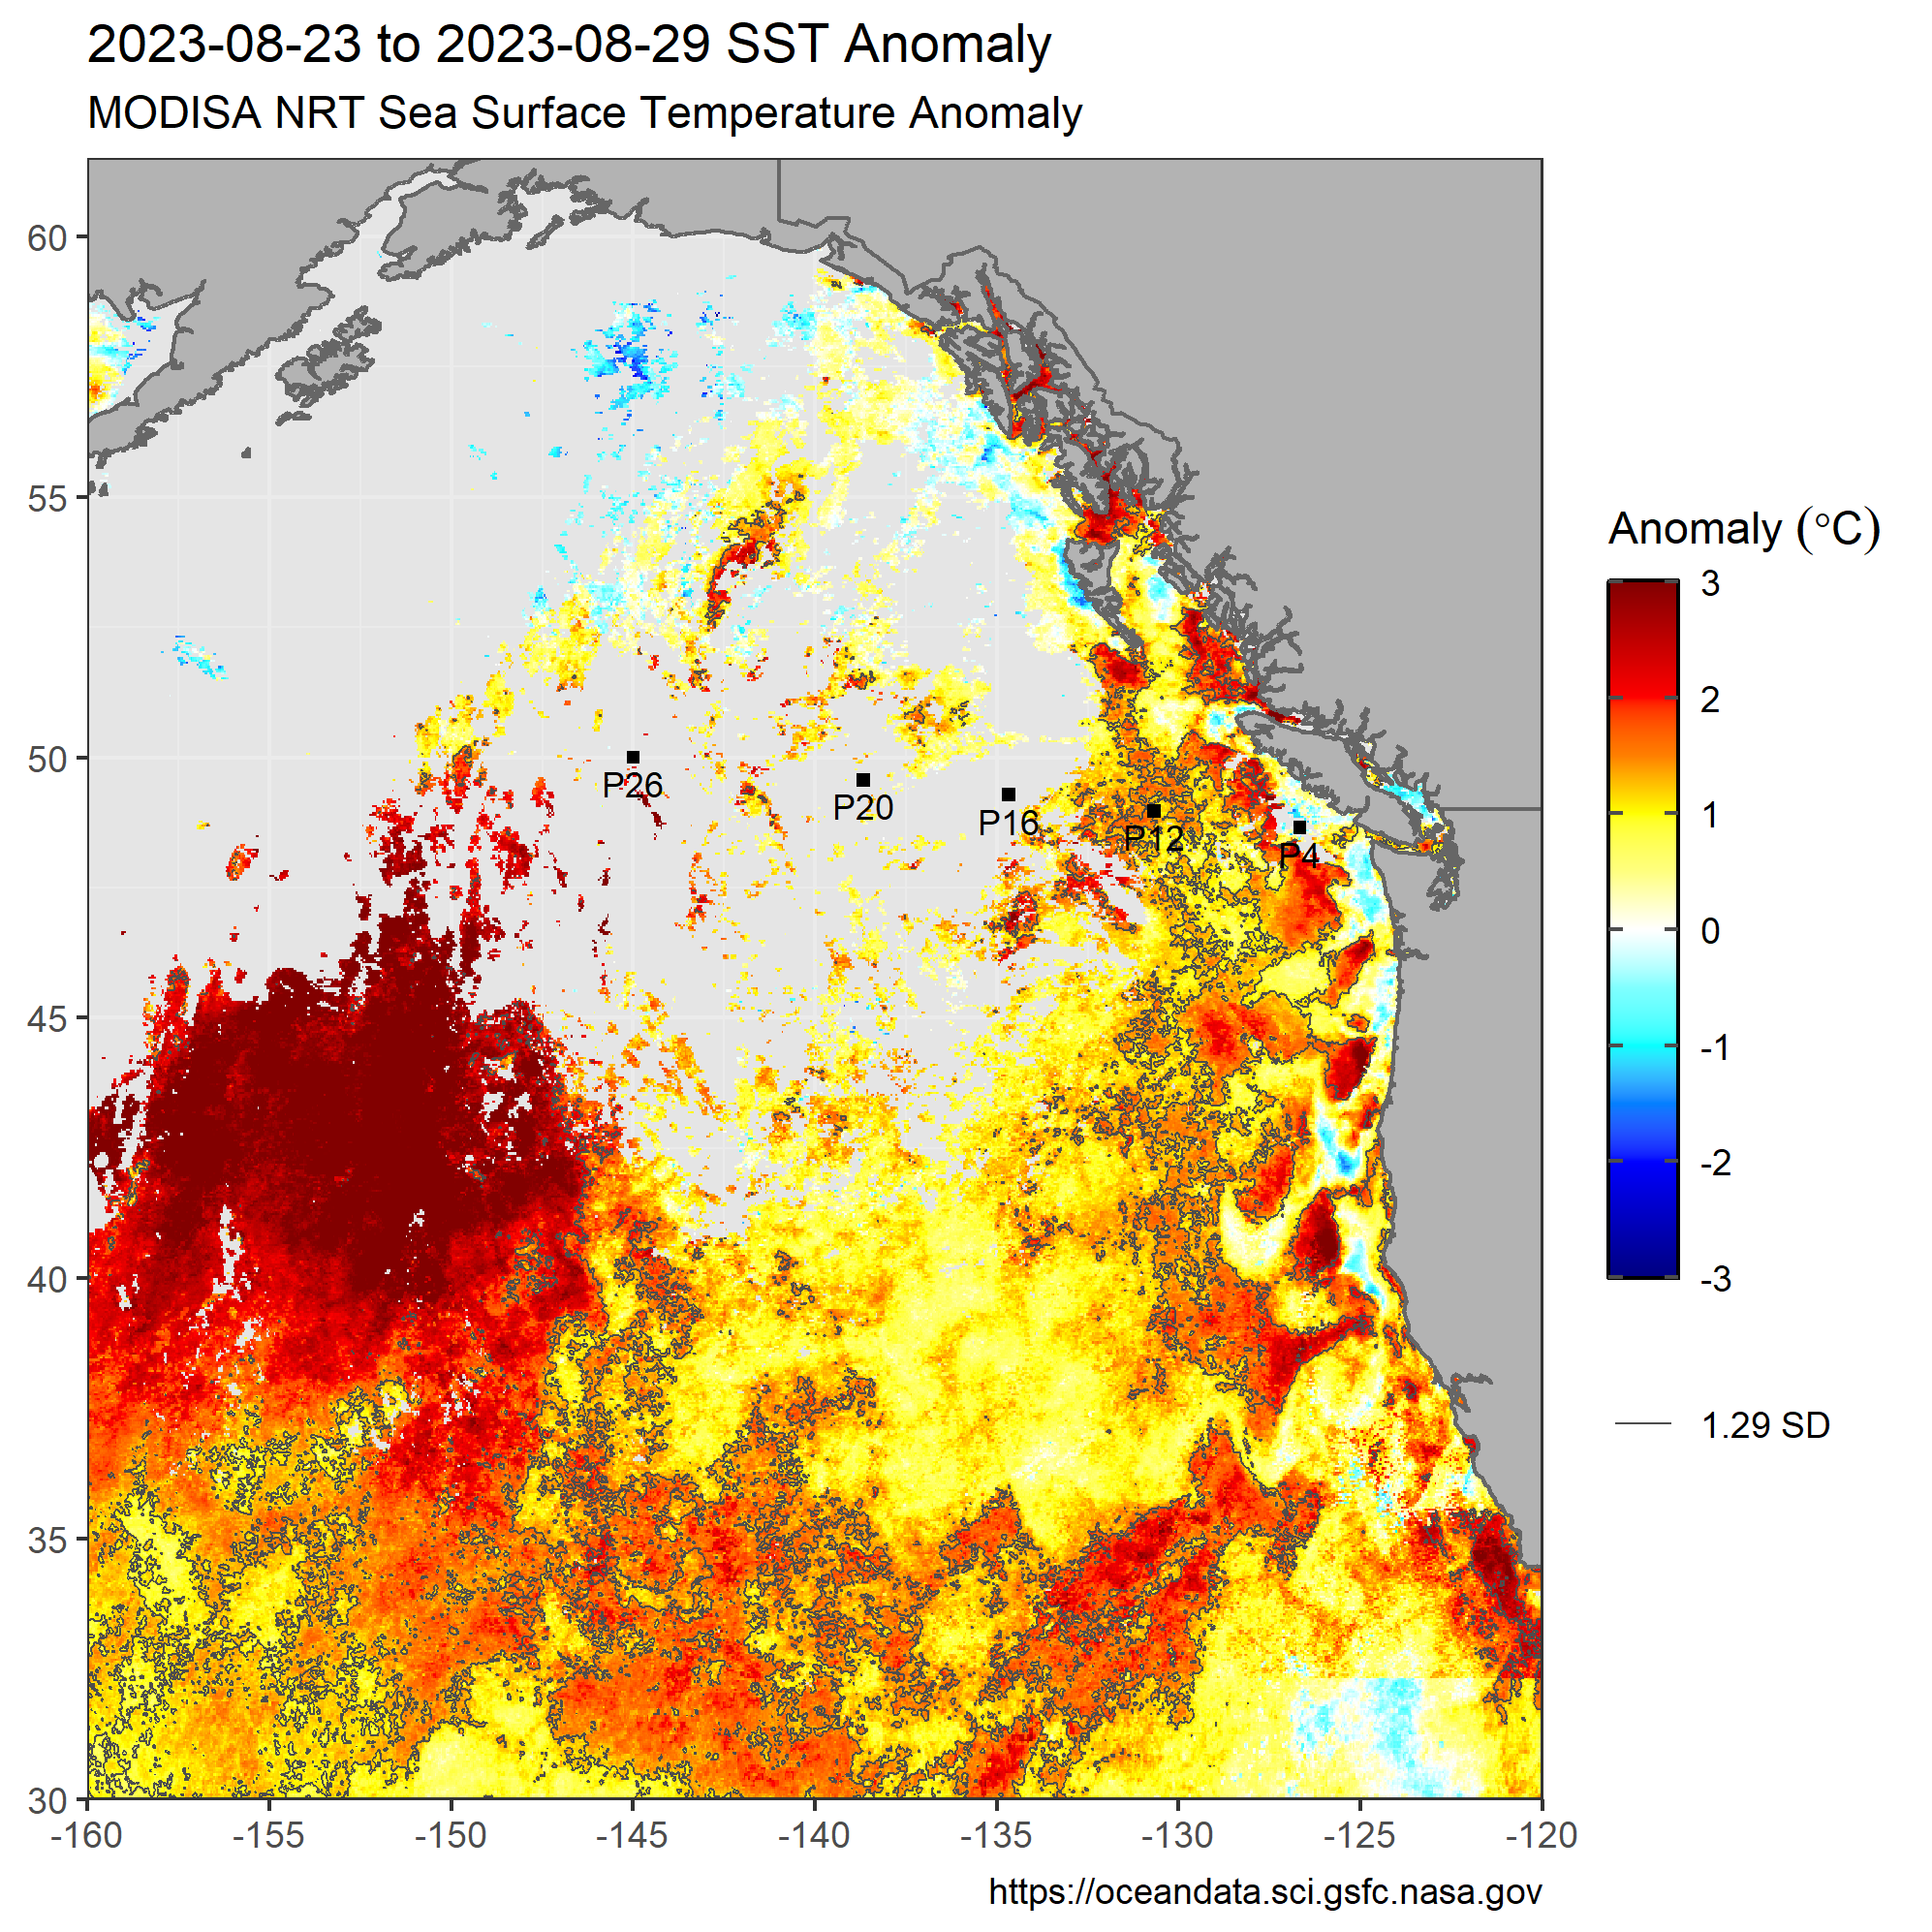 2023-08-23 to 2023-08-29 SST Anomaly
MODISA NRT Sea Surface Temperature Anomaly
60
55
50
45
40
35
30
-160
-155
-150
-145
-140
-135
-130
-125
-120
P26
P20
P16
P12
P4
Anomaly (°C)
3
2
1
0
-1
-2
-3
1.29 SD
https://oceandata.sci.gsfc.nasa.gov